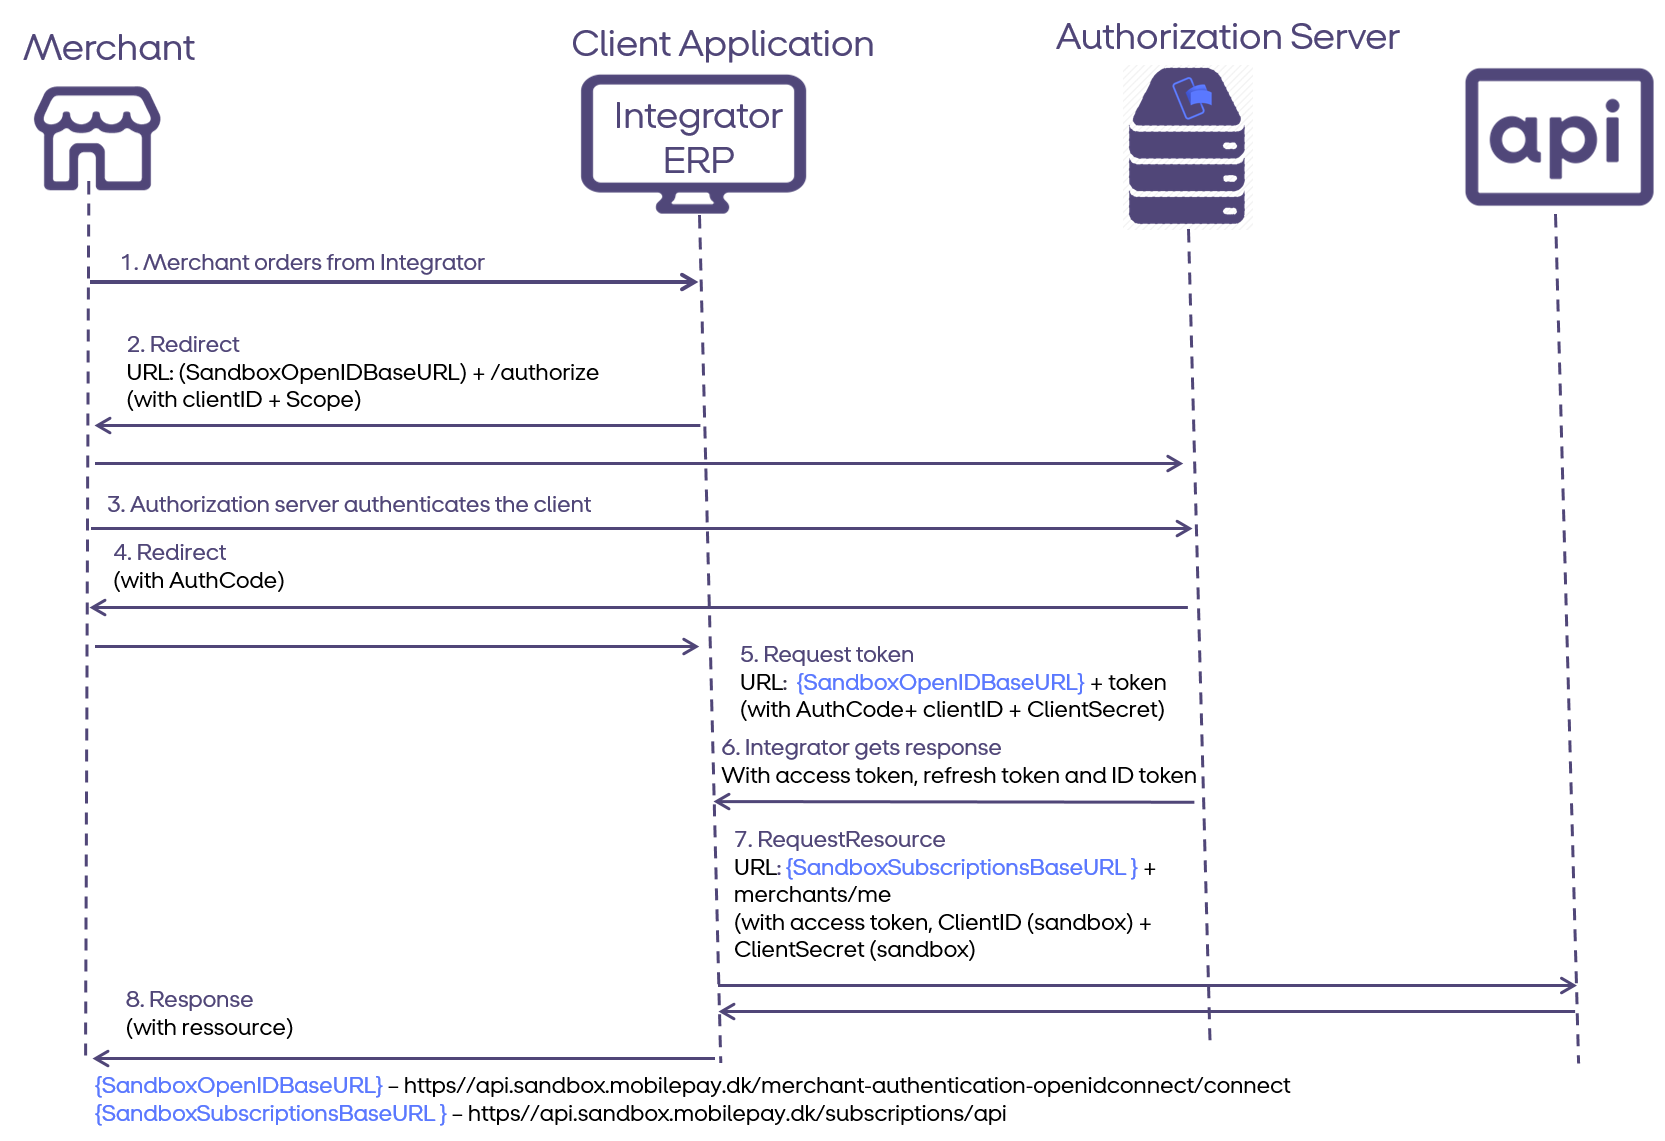 Merchant
Client Application
Authorization Server
Integrator
ERP
api
1. Merchant orders from Integrator
2. Redirect
URL: (SandboxOpenIDBaseURL) + /authorize
(with clientID + Scope)
3. Authorization server authenticates the client
4. Redirect
(with AuthCode)
5. Request token
URL: {SandboxOpenIDBaseURL} + token
(with AuthCode+ clientID + ClientSecret)
6. Integrator gets response
With access token, refresh token and ID token
7. RequestResource
URL: {SandboxSubscriptionsBaseURL } +
merchants/me
(with access token, ClientID (sandbox) +
ClientSecret (sandbox)
8. Response
(with ressource)
{SandboxOpenIDBaseURL} – https//api.sandbox.mobilepay.dk/merchant-authentication-openidconnect/connect
{SandboxSubscriptionsBaseURL } – https//api.sandbox.mobilepay.dk/subscriptions/api